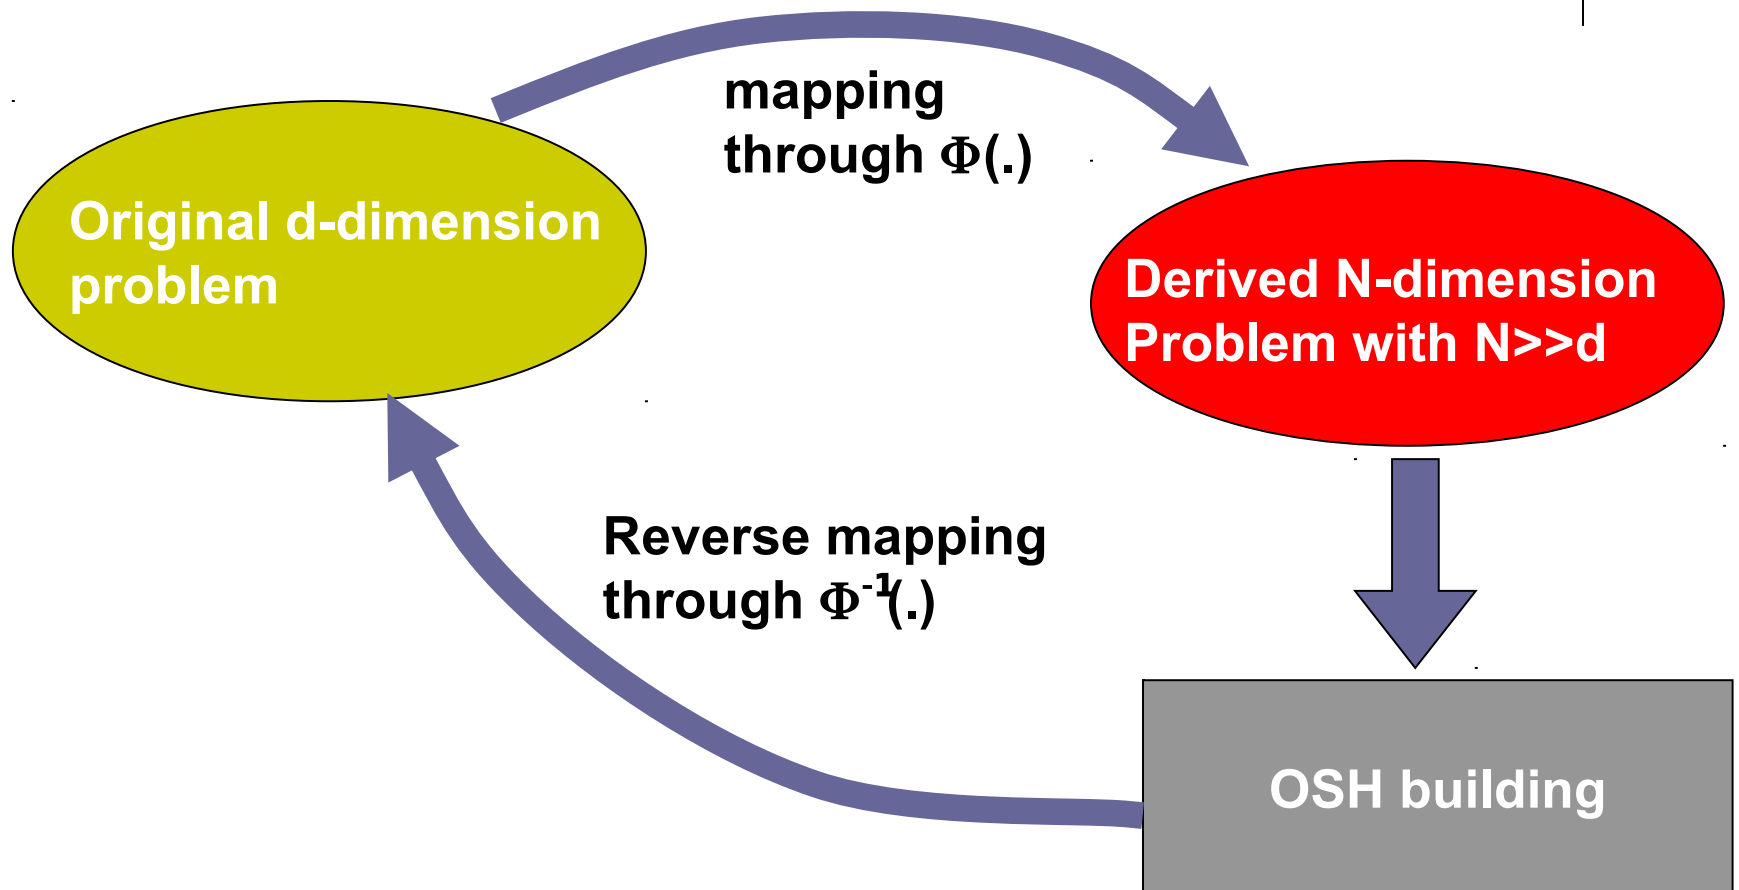 mapping
through Φ(.)
Original d-dimension
problem
Derived N-dimension
Problem with N>>d
Reverse mapping
through Φ⁻¹(.)
OSH building